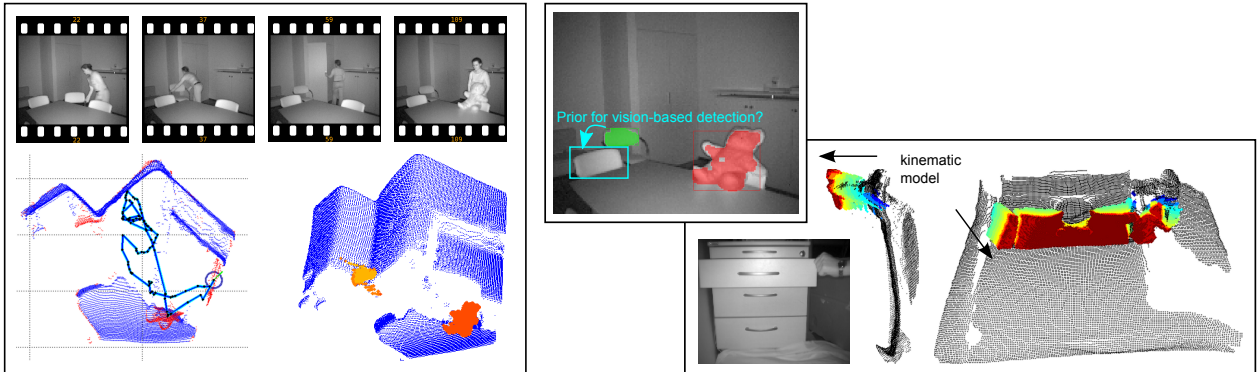 22
37
59
109
22
37
59
109
Prior for vision-based detection?
kinematic
model